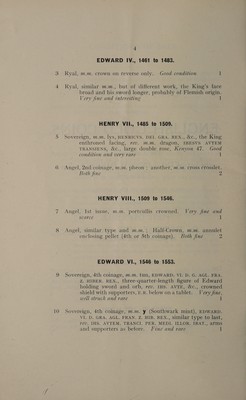 4
EDWARD IV., 1461 to 1483.
3 Ryal, m.m. crown on reverse only. Good condition 1
4 Ryal, similar m.m., but of different work, the King's face
broad and his sword longer, probably of Flemish origin.
Very fine and interesting 1
HENRY VII., 1485 to 1509.
5 Sovereign, m.m. lys, HENRICVS. DEI. GRA. REX., &c., the King
enthroned facing, rev. m.m. dragon, IHESVS AVTEM
TRANSIENS, &c., large double rose, Kenyon 47. Good
condition and very rare 1
6 Angel, 2nd coinage, m.m. pheon: another, m.m. cross-crosslet.
Both fine 2
HENRY VIII., 1509 to 1546.
7 Angel, 1st issue, m.m. portcullis crowned. Very fine and
scarce 1
8 Angel, similar type and m.m.: Half-Crown, m.m. annulet
enclosing pellet (4th or 5th coinage). Both fine 2
EDWARD VI., 1546 to 1553.
9 Sovereign, 4th coinage, m.m. tun, EDWARD. VI. D. G. AGL. FRA.
Z. HIBER. REX., three-quarter-length figure of Edward
holding sword and orb, rev. IHS. AVTE, &c., crowned
shield with supporters, E.R. below on a tablet. Very fine,
well struck and rare 1
10 Sovereign, 4th coinage, m.m. y (Southwark mint), EDWARD.
VI. D. GRA. AGL. FRAN. Z. HIB. REX., similar type to last,
rev. IHS. AVTEM. TRANSI. PER. MEDI. ILLUM. IBAT., arms
and supporters as before. Fine and rare 1